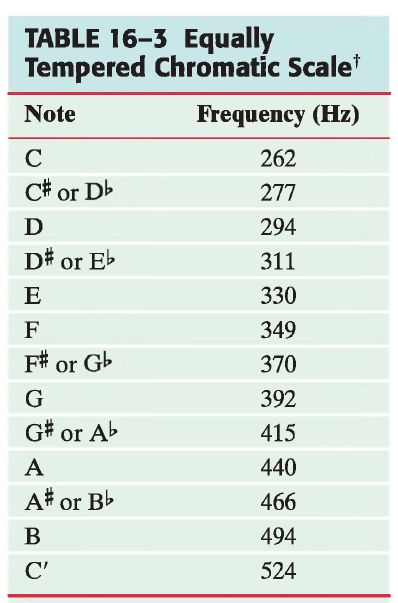 TABLE 16–3 Equally
Tempered Chromatic Scale†
Note Frequency (Hz)
C 262
C♯ or D♭ 277
D 294
D♯ or E♭ 311
E 330
F 349
F♯ or G♭ 370
G 392
G♯ or A♭ 415
A 440
A♯ or B♭ 466
B 494
C′ 524